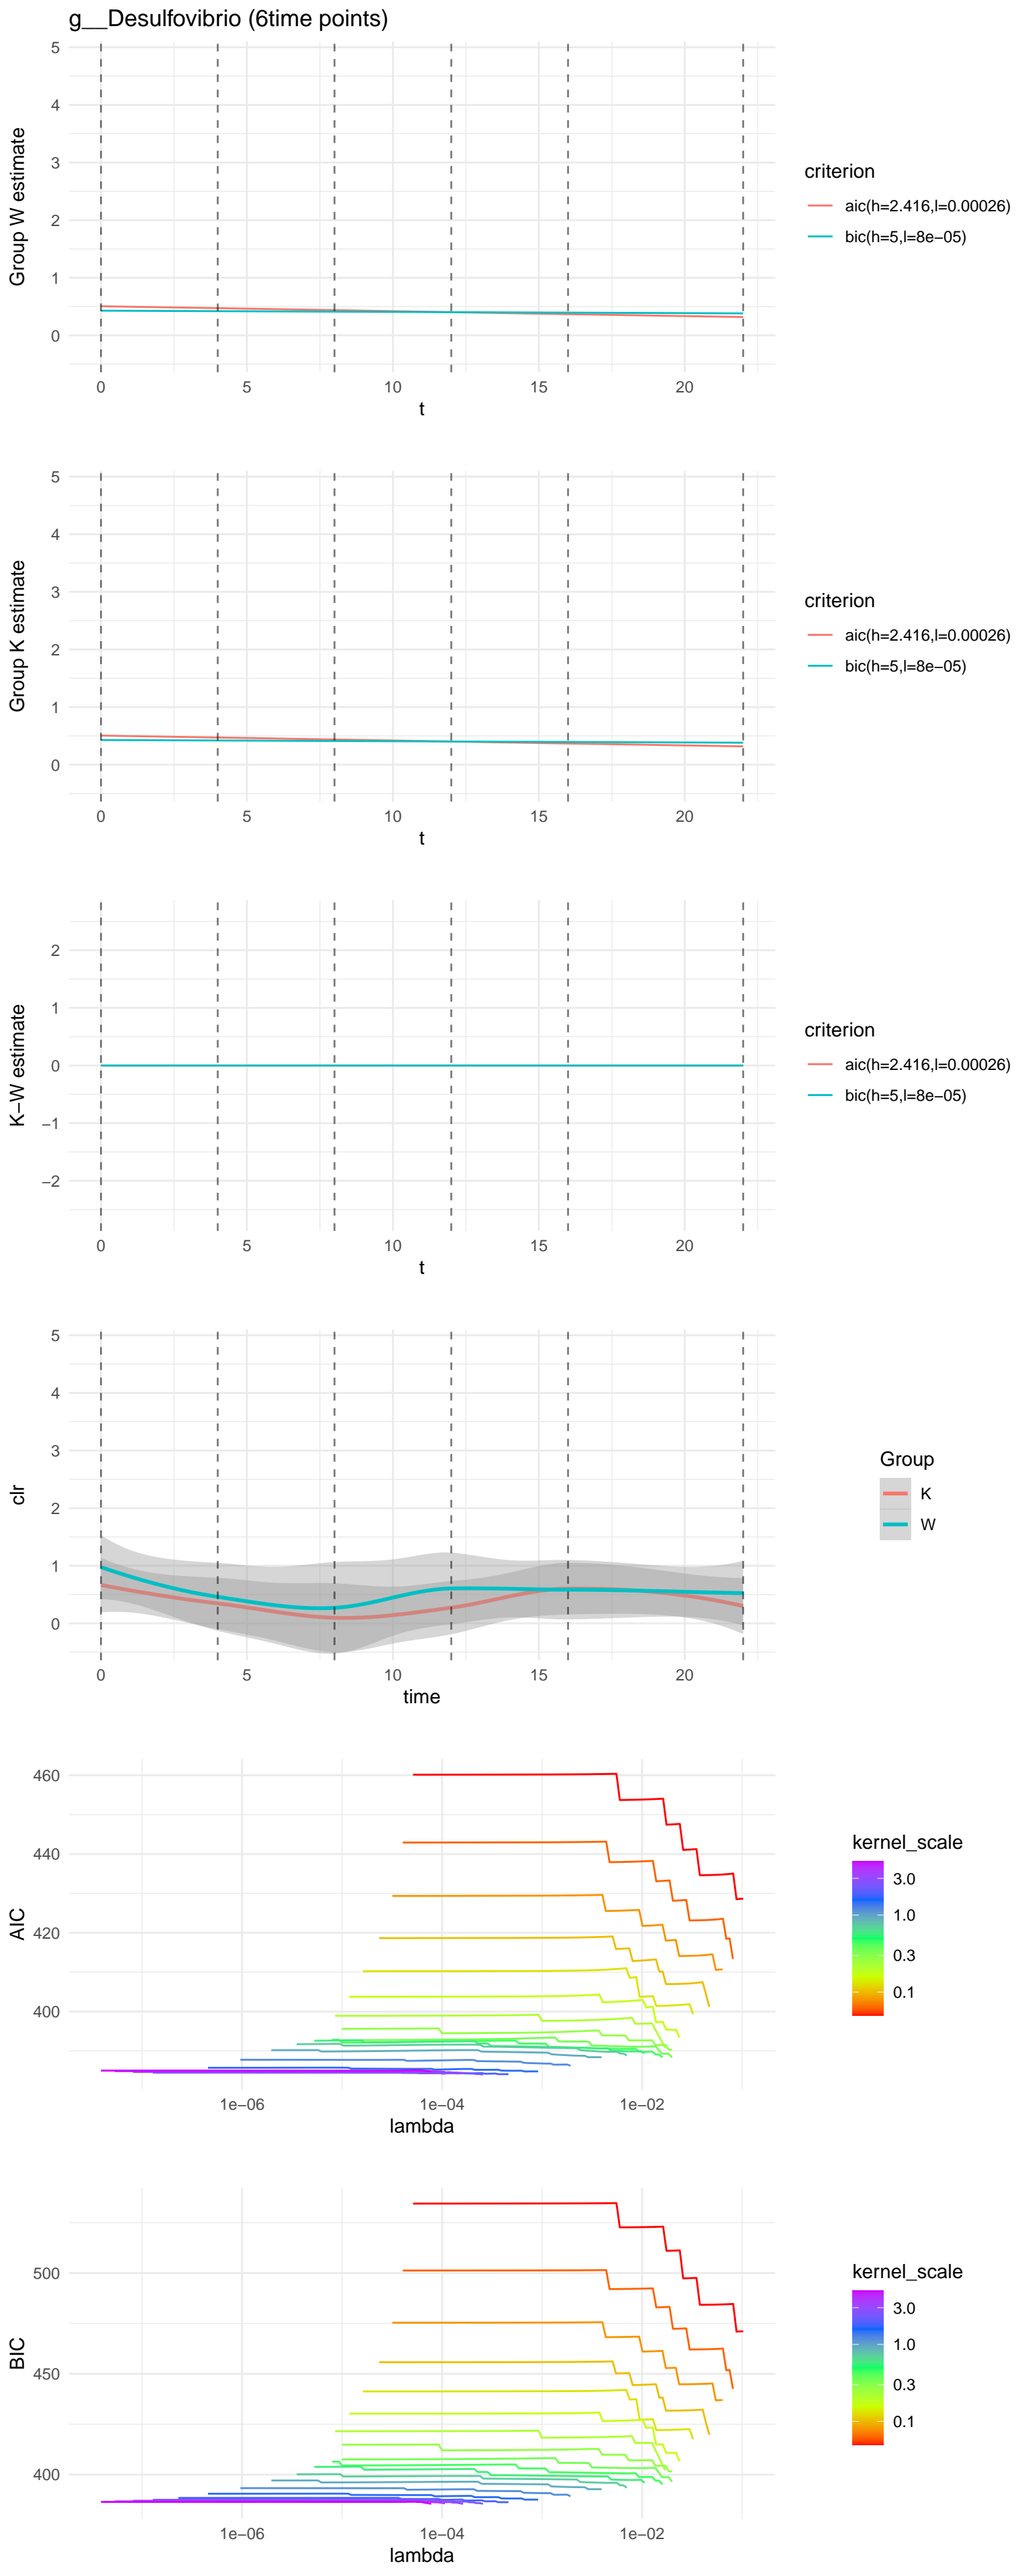 g__Desulfovibrio (6time points)
5
4
3
2
1
0
Group W estimate
0 5 10 15 20
t
criterion
aic(h=2.416,l=0.00026)
bic(h=5,l=8e−05)
5
4
3
2
1
0
Group K estimate
0 5 10 15 20
t
criterion
aic(h=2.416,l=0.00026)
bic(h=5,l=8e−05)
2
1
0
−1
−2
K−W estimate
0 5 10 15 20
t
criterion
aic(h=2.416,l=0.00026)
bic(h=5,l=8e−05)
5
4
3
2
1
0
clr
0 5 10 15 20
time
Group
K
W
460
440
420
400
AIC
1e−06 1e−04 1e−02
lambda
kernel_scale
3.0
1.0
0.3
0.1
500
450
400
BIC
1e−06 1e−04 1e−02
lambda
kernel_scale
3.0
1.0
0.3
0.1